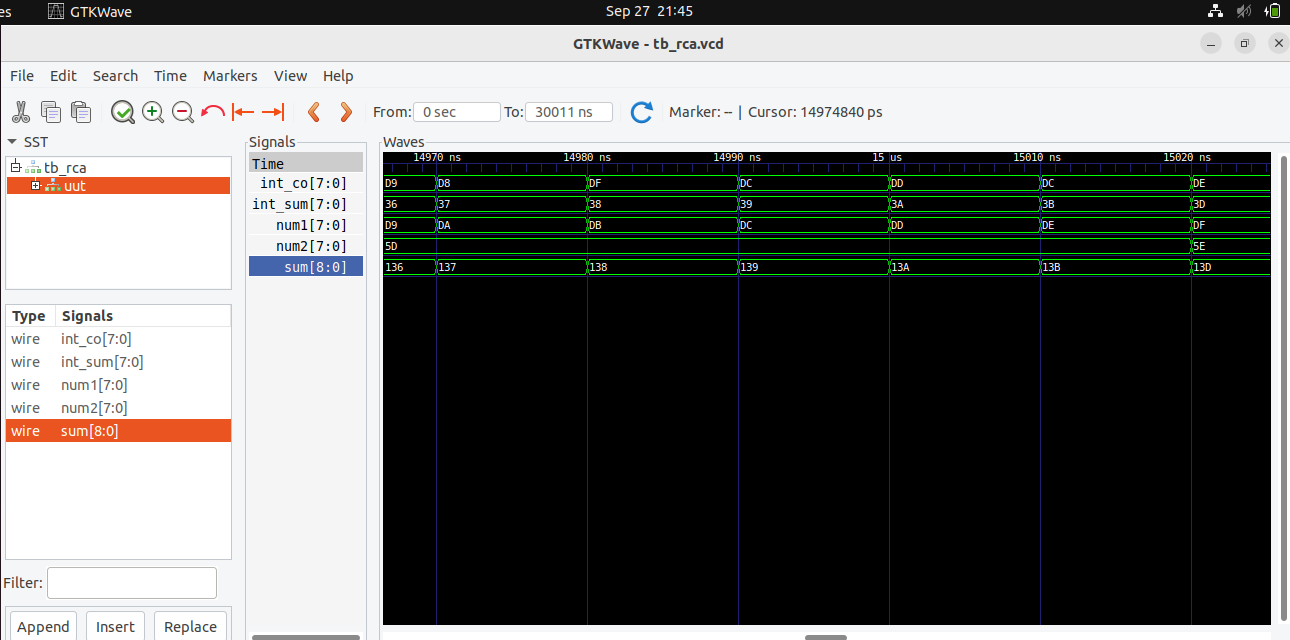 es GTKWave Sep 27 21:45
GTKWave - tb_rca.vcd
File Edit Search Time Markers View Help
From: 0 sec To: 30011 ns Marker: -- | Cursor: 14974840 ps
SST
tb_rca
uut
Type Signals
wire int_co[7:0]
wire int_sum[7:0]
wire num1[7:0]
wire num2[7:0]
wire sum[8:0]
Filter:
Append Insert Replace
Signals
Time
int_co[7:0]
int_sum[7:0]
num1[7:0]
num2[7:0]
sum[8:0]
Waves
14970 ns 14980 ns 14990 ns 15 us 15010 ns 15020 ns
D9 D8 DF DC DD DC DE
36 37 38 39 3A 3B 3D
D9 DA DB DC DD DE DF
5D 5E
136 137 138 139 13A 13B 13D